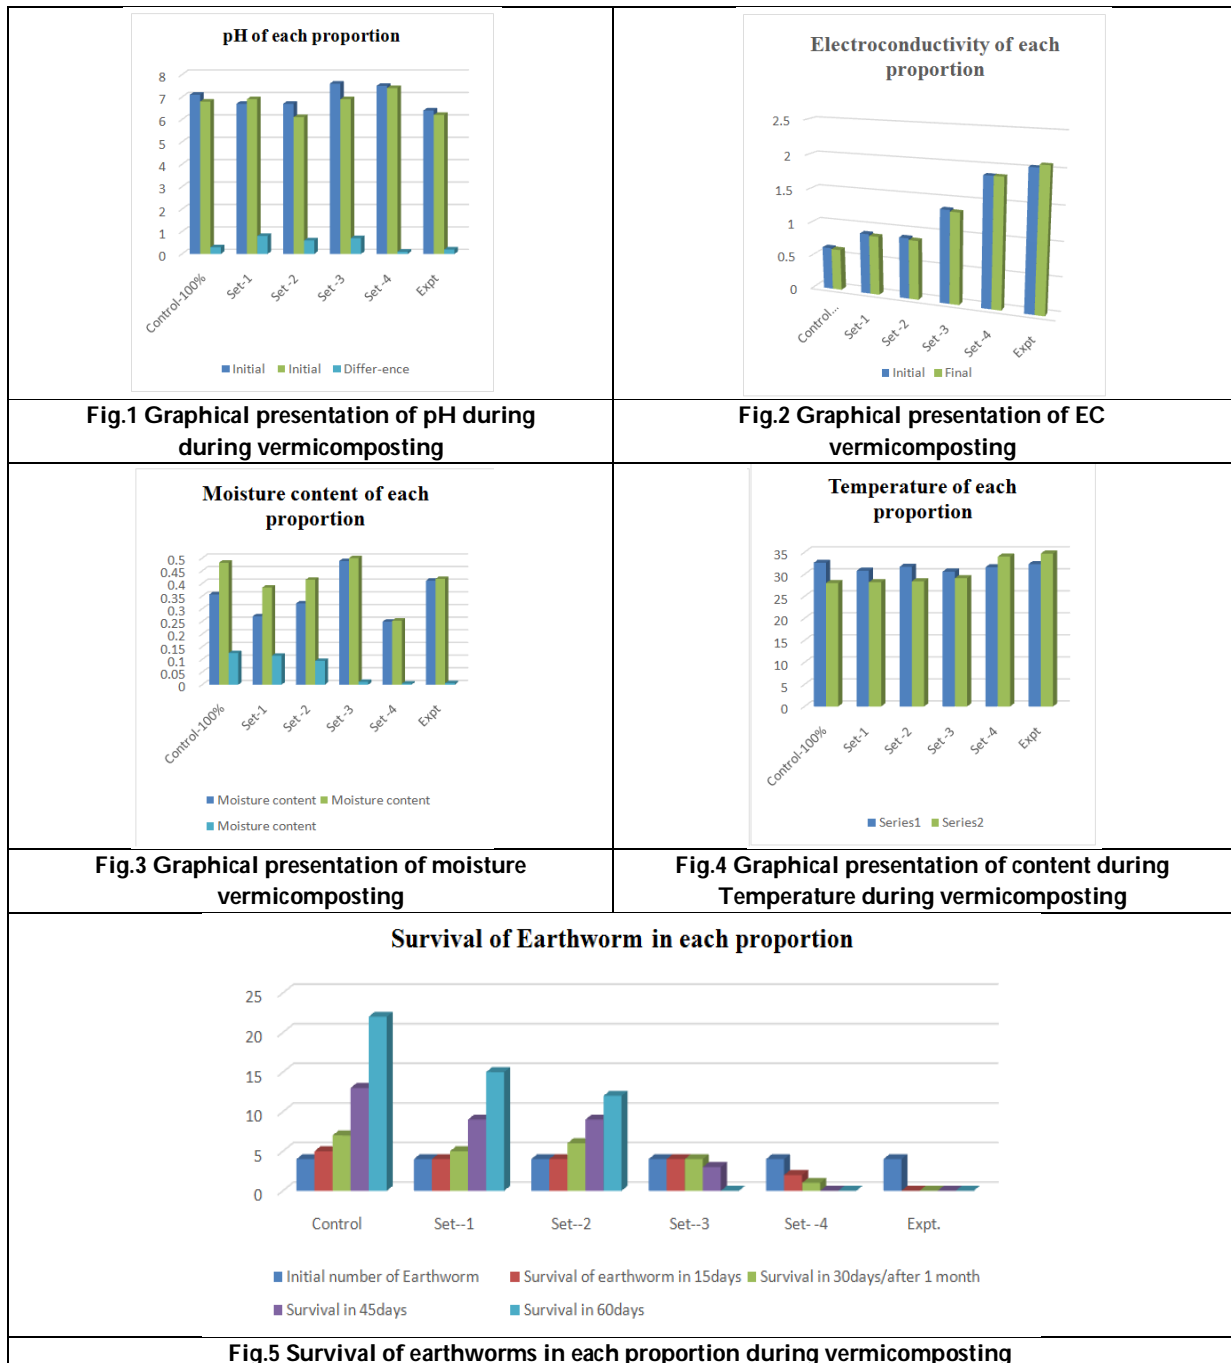 pH of each proportion
8
7
6
5
4
3
2
1
0
Control-100%
Set-1
Set -2
Set -3
Set -4
Expt
Initial Initial Differ-ence
Fig.1 Graphical presentation of pH during
during vermicomposting
Electroconductivity of each
proportion
2.5
2
1.5
1
0.5
0
Control...
Set-1
Set -2
Set -3
Set -4
Expt
Initial Final
Fig.2 Graphical presentation of EC
vermicomposting
Moisture content of each
proportion
0.5
0.45
0.4
0.35
0.3
0.25
0.2
0.15
0.1
0.05
0
Control-100%
Set-1
Set -2
Set -3
Set -4
Expt
Moisture content Moisture content
Moisture content
Fig.3 Graphical presentation of moisture
vermicomposting
Temperature of each
proportion
35
30
25
20
15
10
5
0
Control-100%
Set-1
Set -2
Set -3
Set -4
Expt
Series1 Series2
Fig.4 Graphical presentation of content during
Temperature during vermicomposting
Survival of Earthworm in each proportion
25
20
15
10
5
0
Control Set--1 Set--2 Set--3 Set- -4 Expt.
Initial number of Earthworm Survival of earthworm in 15days Survival in 30days/after 1 month
Survival in 45days Survival in 60days
Fig.5 Survival of earthworms in each proportion during vermicomposting